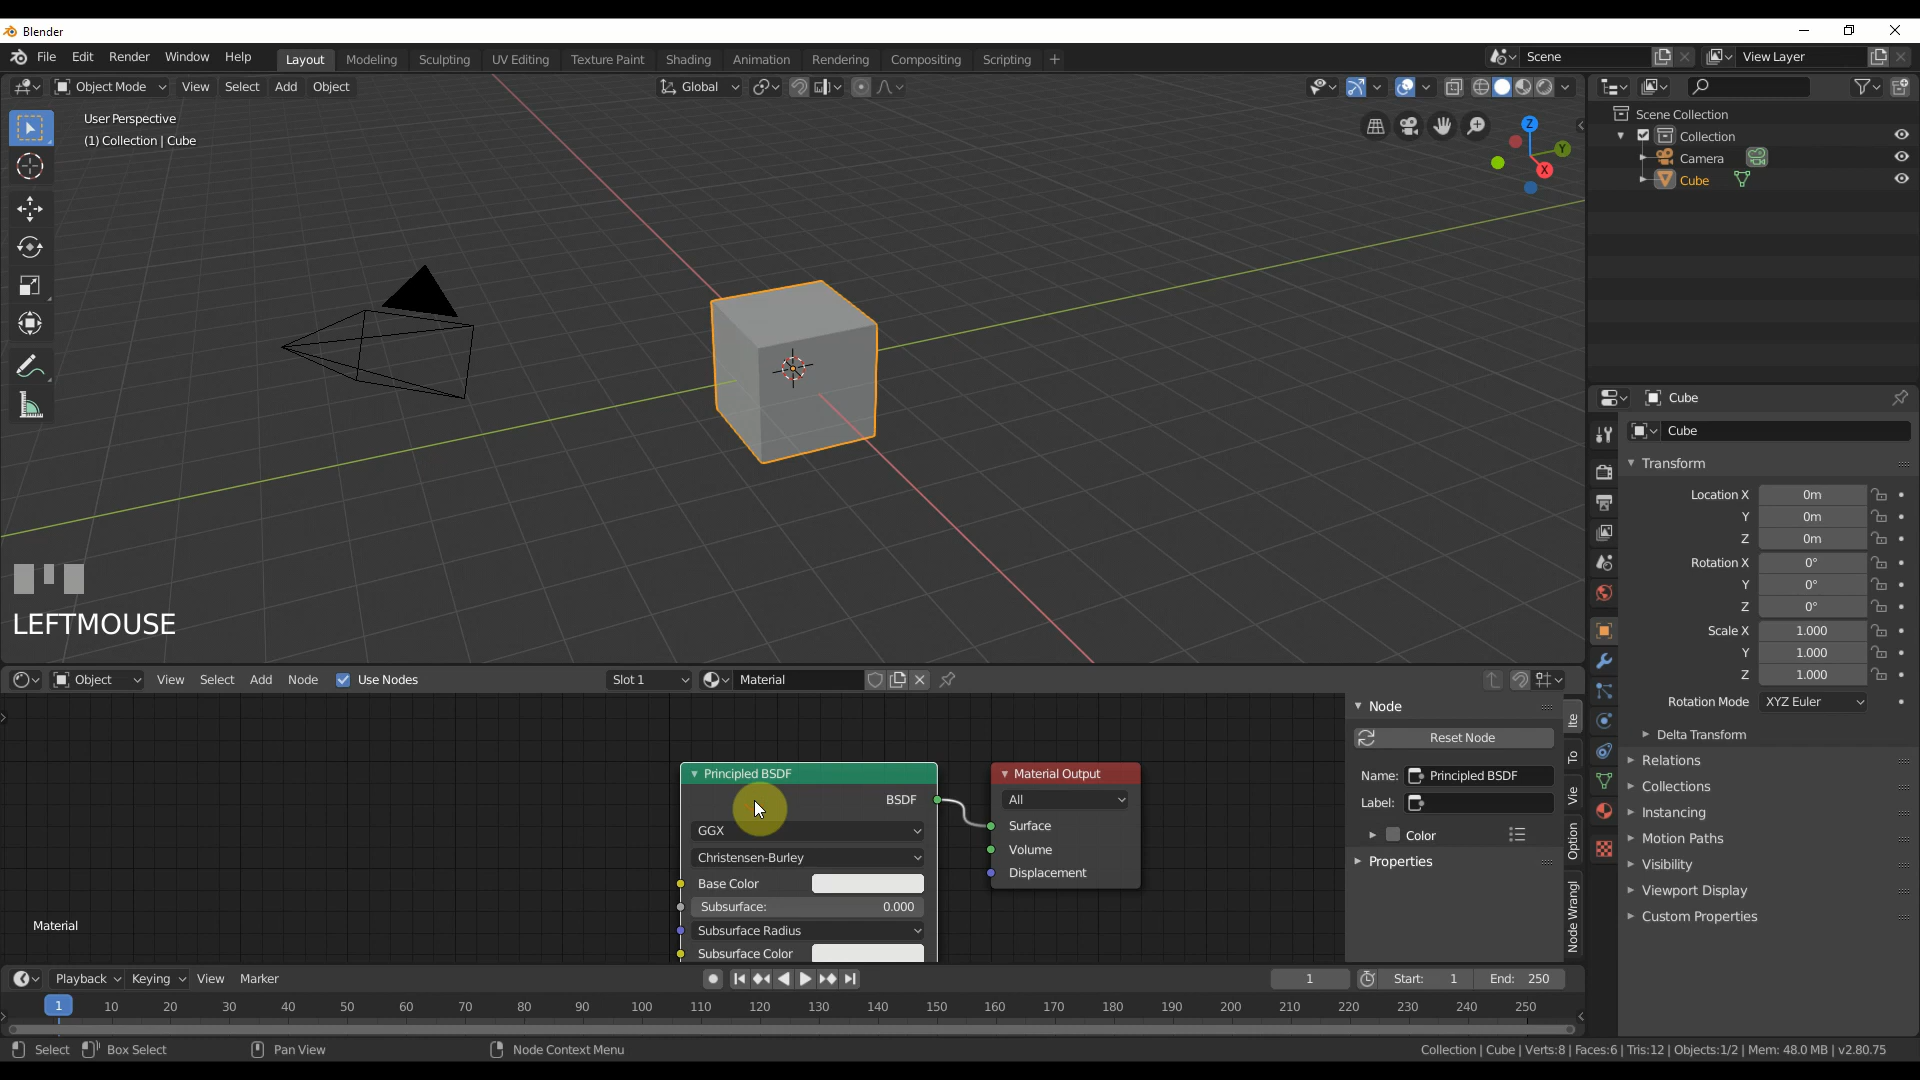 Blender
File Edit Render Window Help Layout Modeling Sculpting UV Editing Texture Paint Shading Animation Rendering Compositing Scripting + Scene View Layer
Object Mode View Select Add Object Global
User Perspective
(1) Collection | Cube
Z
Y
X
Scene Collection
Collection
Camera
Cube
LEFTMOUSE
Cube
Cube
Transform
Location X 0m
Y 0m
Z 0m
Rotation X 0°
Y 0°
Z 0°
Scale X 1.000
Y 1.000
Z 1.000
Rotation Mode XYZ Euler
Delta Transform
Relations
Collections
Instancing
Motion Paths
Visibility
Viewport Display
Custom Properties
Object View Select Add Node Use Nodes Slot 1 Material
Principled BSDF
BSDF
GGX
Christensen-Burley
Base Color
Subsurface: 0.000
Subsurface Radius
Subsurface Color
Material Output
All
Surface
Volume
Displacement
Material
Node
Reset Node
Name: Principled BSDF
Label:
Color
Properties
Ite
To
Vie
Option
Node Wrangl
Playback Keying View Marker 1 Start: 1 End: 250
1 10 20 30 40 50 60 70 80 90 100 110 120 130 140 150 160 170 180 190 200 210 220 230 240 250
Select Box Select Pan View Node Context Menu Collection | Cube | Verts:8 | Faces:6 | Tris:12 | Objects:1/2 | Mem: 48.0 MB | v2.80.75